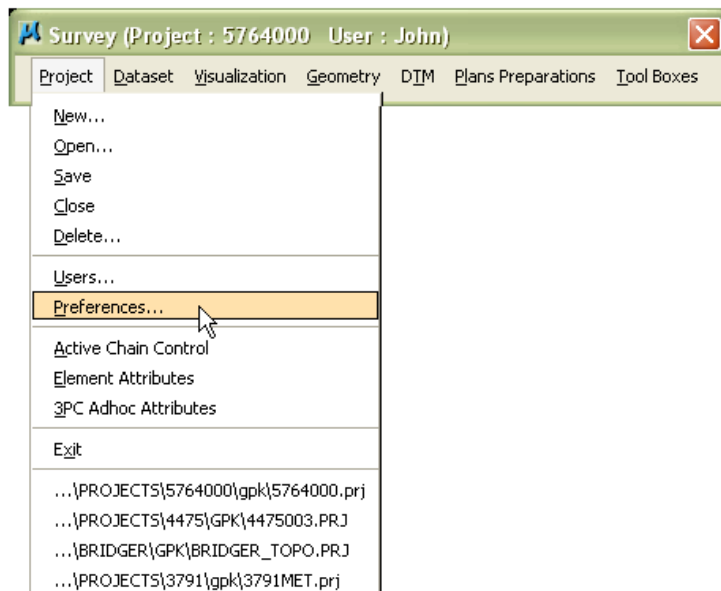 Survey (Project : 5764000 User : John)
Project Dataset Visualization Geometry DTM Plans Preparations Tool Boxes
New...
Open...
Save
Close
Delete...
Users...
Preferences...
Active Chain Control
Element Attributes
3PC Adhoc Attributes
Exit
...\PROJECTS\5764000\gpk\5764000.prj
...\PROJECTS\4475\GPK\4475003.PRJ
...\BRIDGER\GPK\BRIDGER_TOPO.PRJ
...\PROJECTS\3791\gpk\3791MET.prj